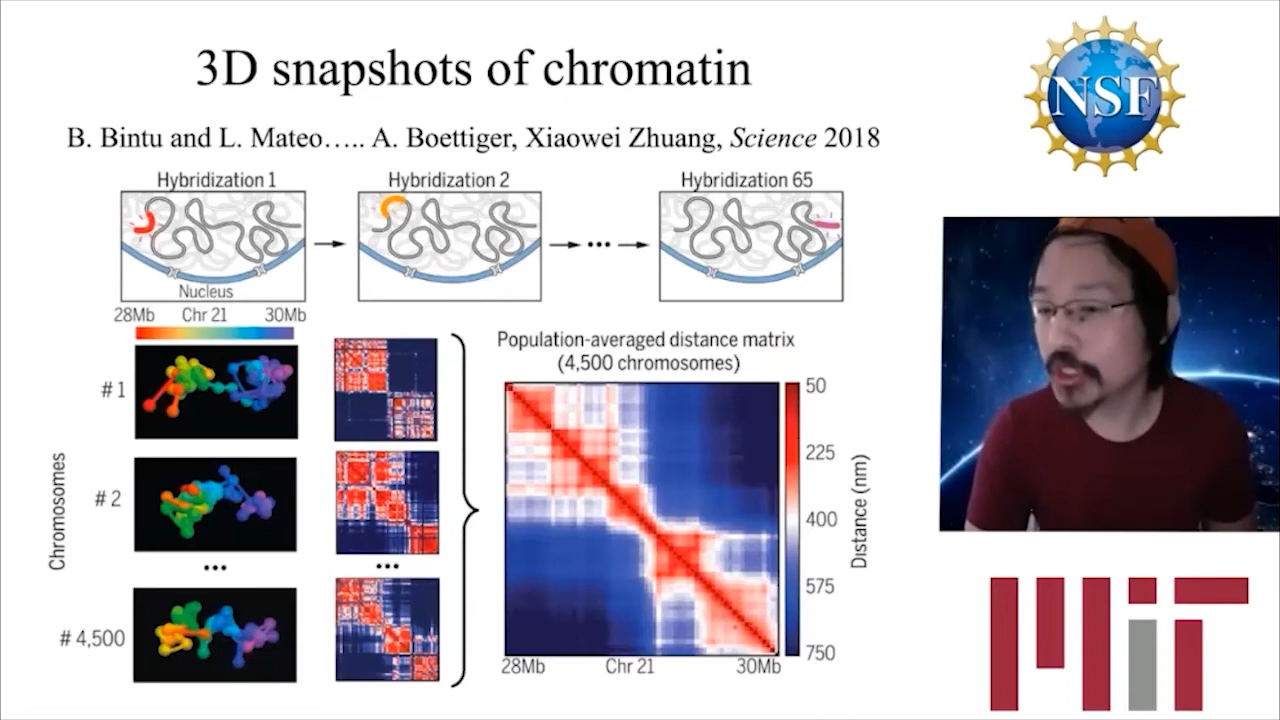 3D snapshots of chromatin
B. Bintu and L. Mateo….. A. Boettiger, Xiaowei Zhuang, Science 2018
Hybridization 1
Hybridization 2
Hybridization 65
•••
Nucleus
28Mb Chr 21 30Mb
Chromosomes
# 1
# 2
•••
•••
# 4,500
Population-averaged distance matrix
(4,500 chromosomes)
50
225
400
575
750
Distance (nm)
28Mb Chr 21 30Mb
NSF
MIT